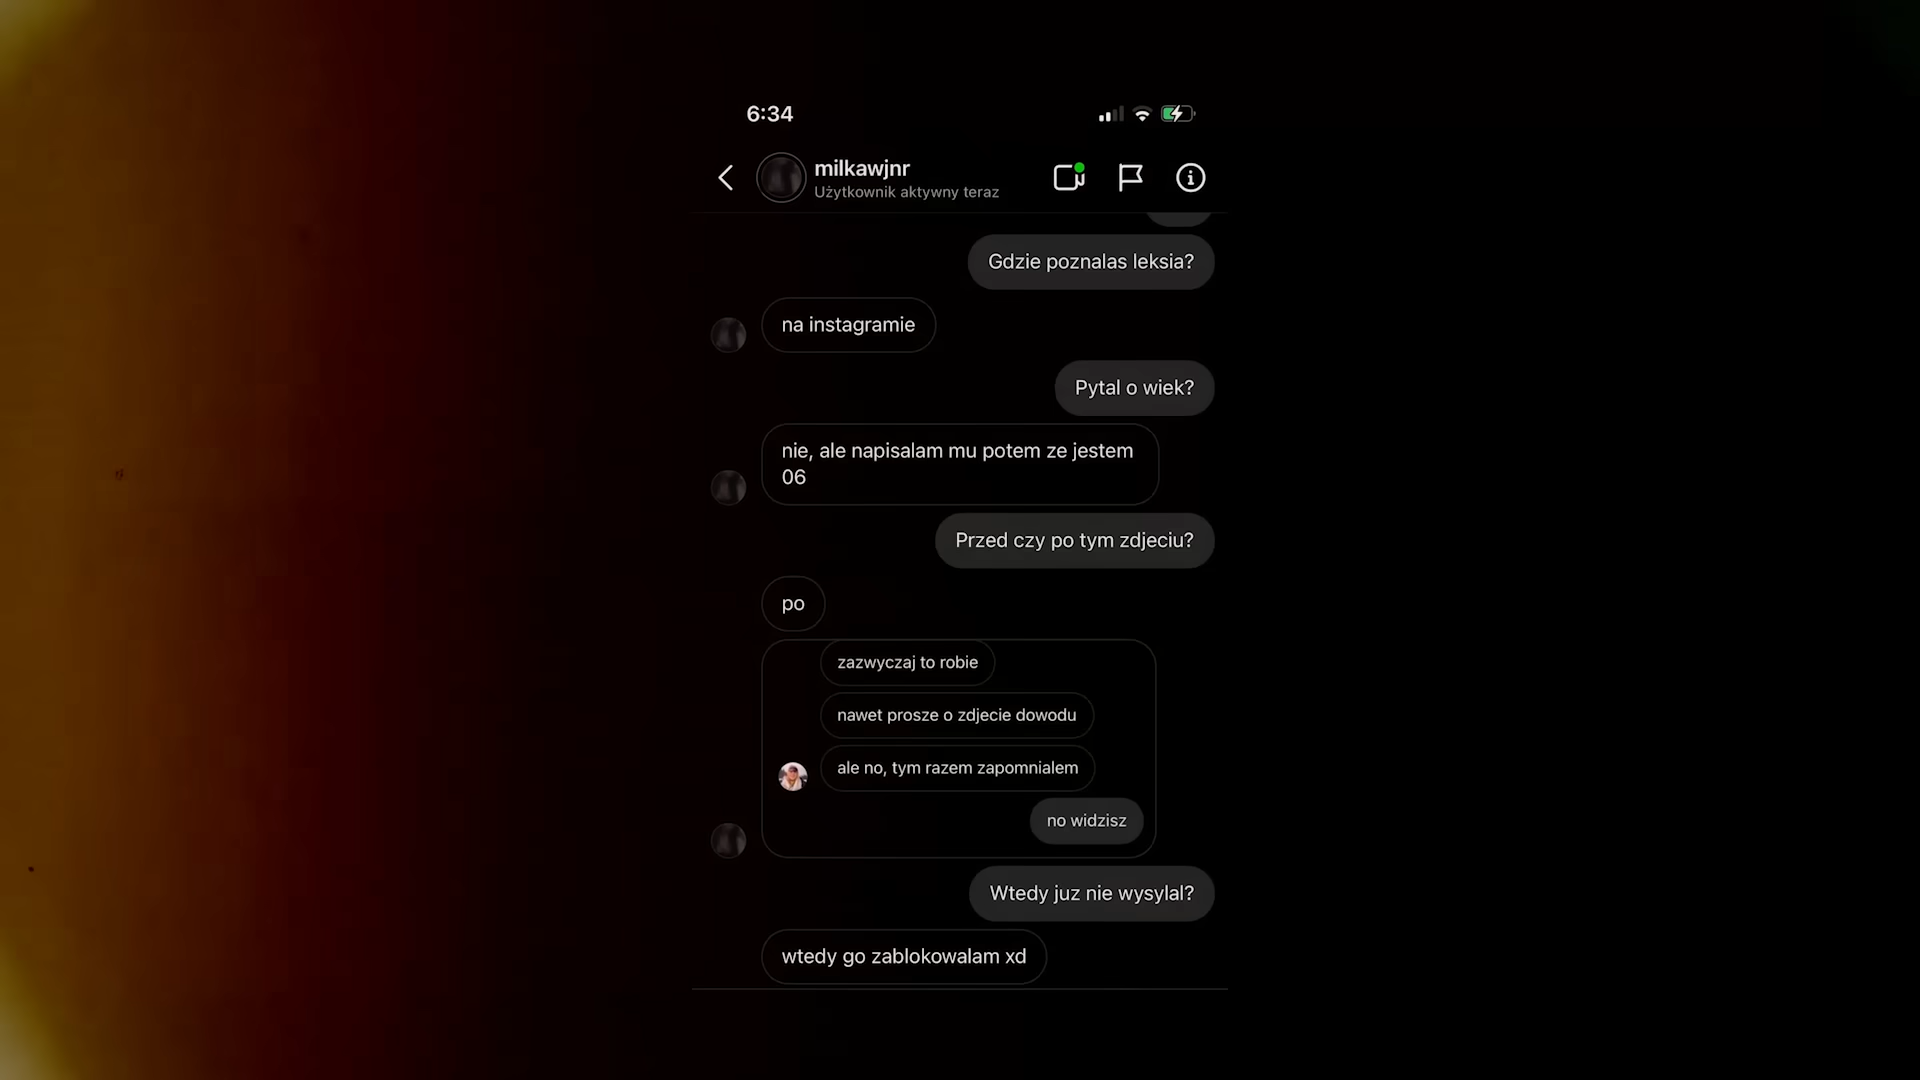 6:34
milkawjnr
Użytkownik aktywny teraz
Gdzie poznalas leksia?
na instagramie
Pytal o wiek?
nie, ale napisalam mu potem ze jestem
06
Przed czy po tym zdjeciu?
po
zazwyczaj to robie
nawet prosze o zdjecie dowodu
ale no, tym razem zapomnialem
no widzisz
Wtedy juz nie wysylal?
wtedy go zablokowalam xd